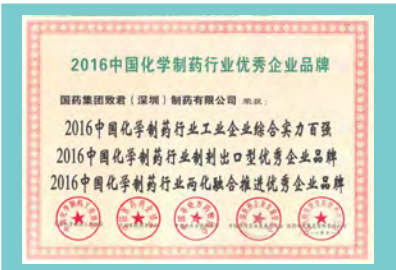 2016中国化学制药行业优秀企业品牌
国药集团致君（深圳）制药有限公司 荣获：
2016中国化学制药行业工业企业综合实力百强
2016中国化学制药行业制剂出口型优秀企业品牌
2016中国化学制药行业两化融合推进优秀企业品牌